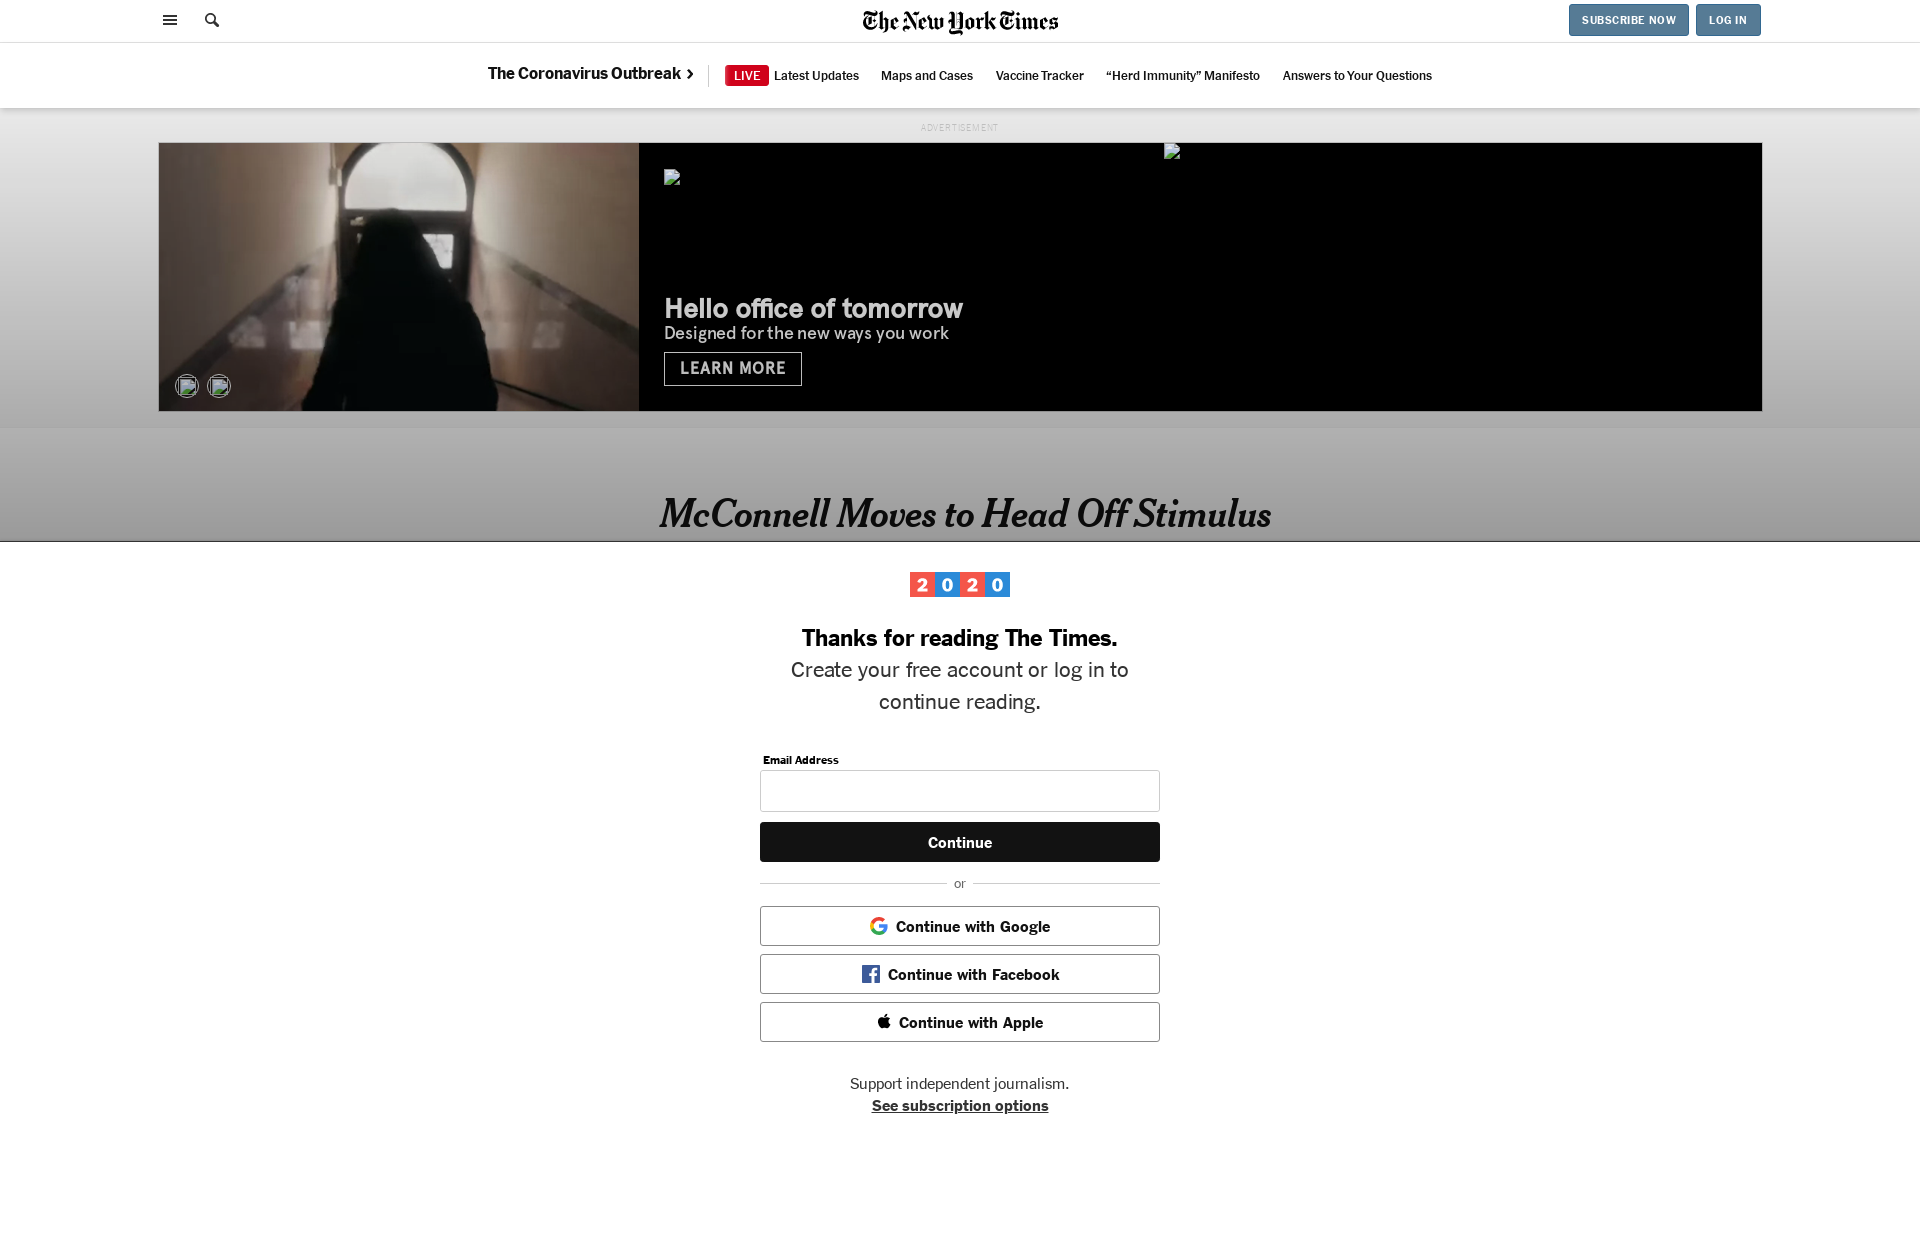 The New York Times
SUBSCRIBE NOW
LOG IN
The Coronavirus Outbreak
LIVE Latest Updates
Maps and Cases
Vaccine Tracker
“Herd Immunity” Manifesto
Answers to Your Questions
ADVERTISEMENT
Hello office of tomorrow
Designed for the new ways you work
LEARN MORE
McConnell Moves to Head Off Stimulus
2020
Thanks for reading The Times.
Create your free account or log in to
continue reading.
Email Address
Continue
or
Continue with Google
Continue with Facebook
Continue with Apple
Support independent journalism.
See subscription options